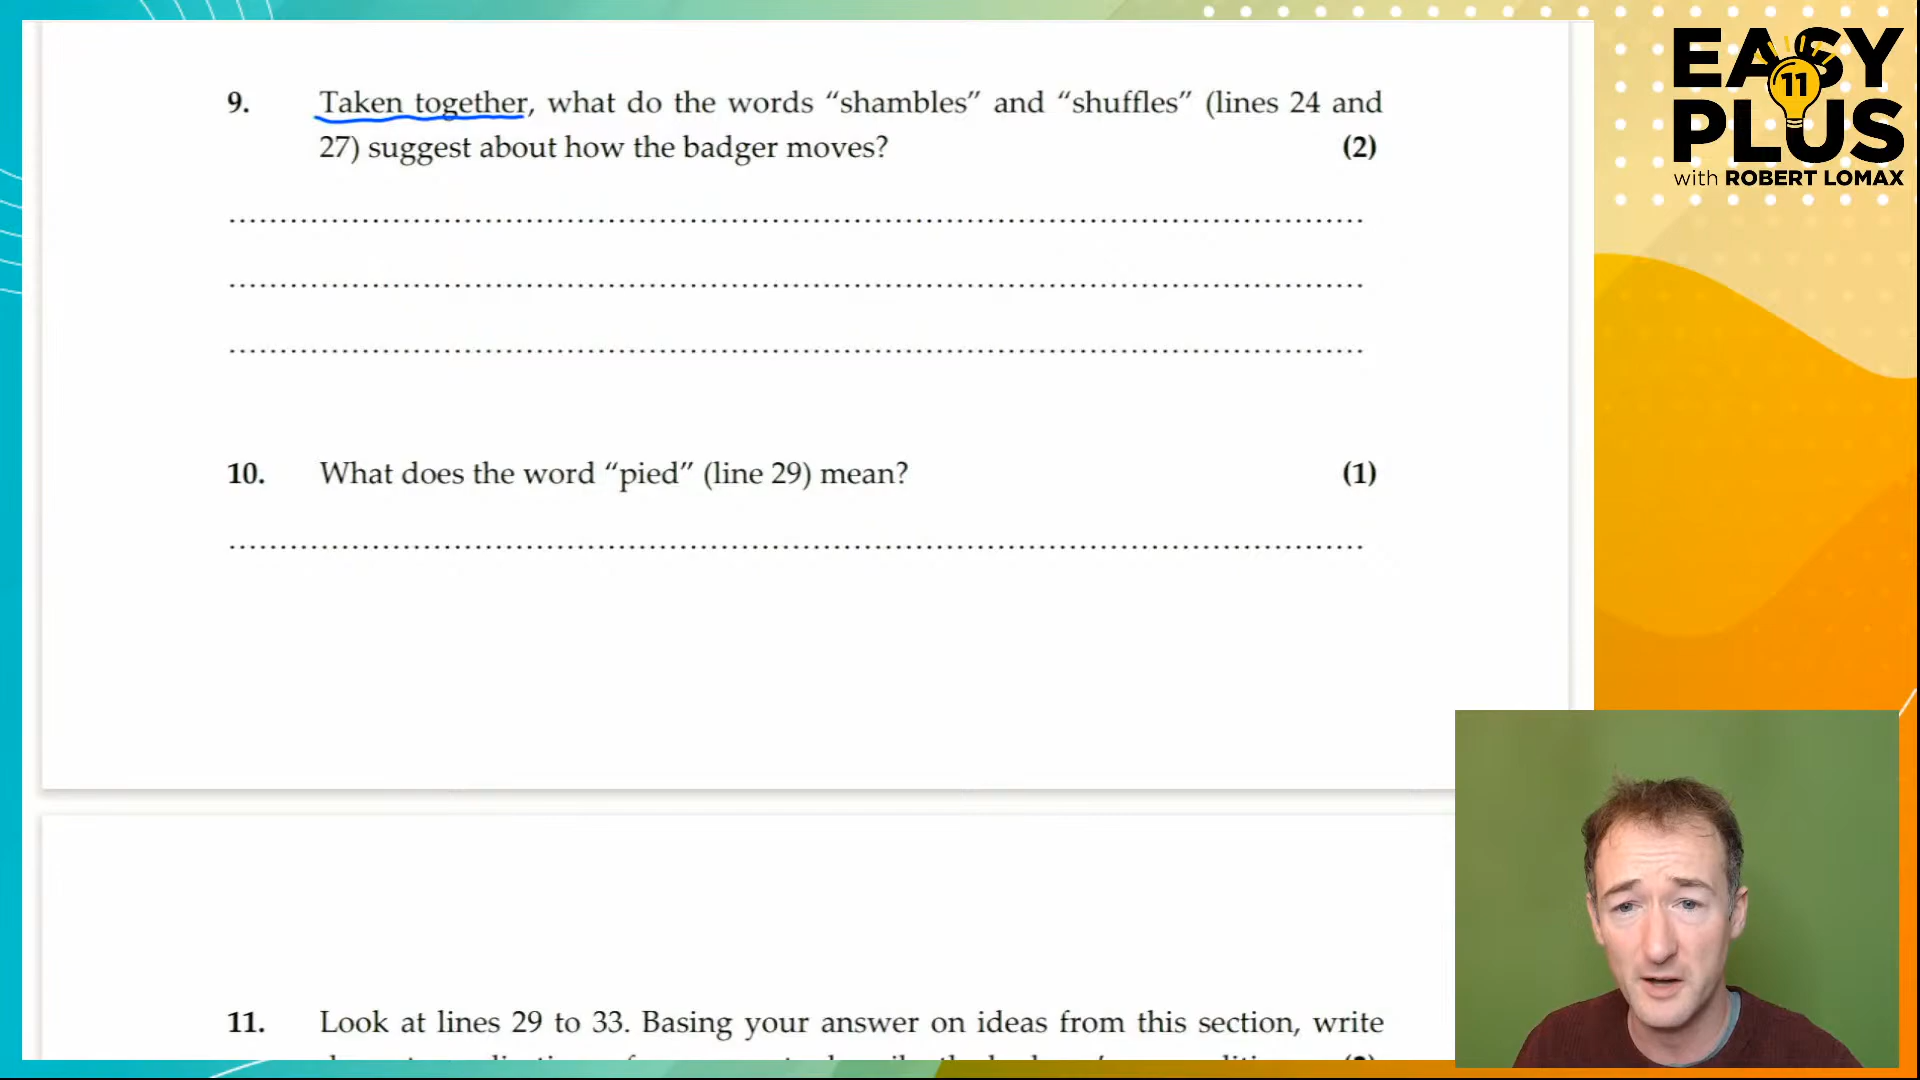 9. Taken together, what do the words “shambles” and “shuffles” (lines 24 and
27) suggest about how the badger moves? (2)
10. What does the word “pied” (line 29) mean? (1)
11. Look at lines 29 to 33. Basing your answer on ideas from this section, write
EASY
11
PLUS
with ROBERT LOMAX